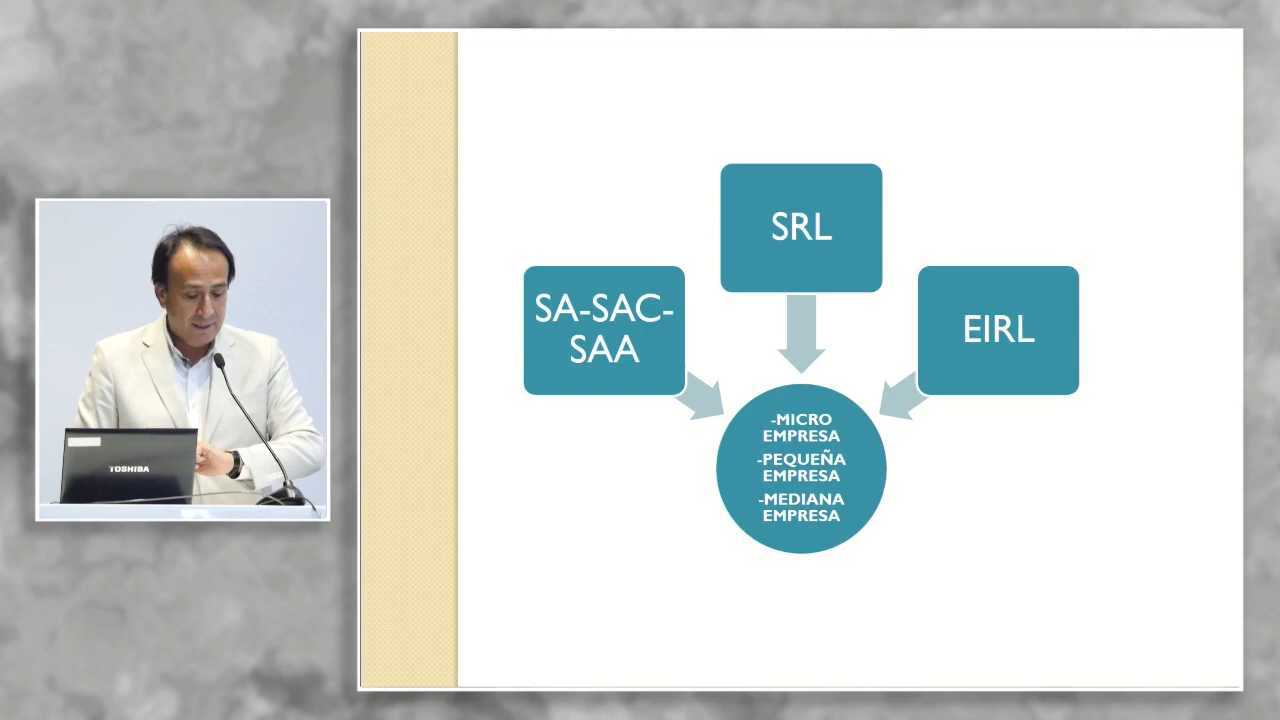 SRL
SA-SAC-
SAA
EIRL
-MICRO
EMPRESA
-PEQUEÑA
EMPRESA
-MEDIANA
EMPRESA
TOSHIBA